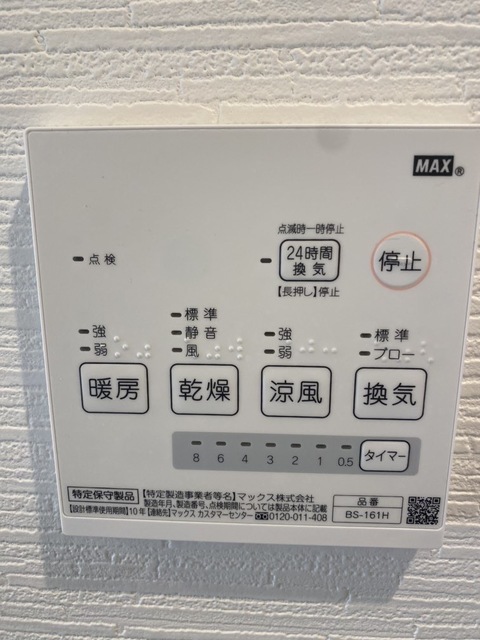 MAX®
点滅時一時停止
点検
24時間
換気
停止
【長押し】停止
強
弱
標準
静音
風
強
弱
標準
ブロー
暖房
乾燥
涼風
換気
8 6 4 3 2 1 0.5 タイマー
特定保守製品 【特定製造事業者等名】マックス株式会社
製造年月、製造番号、点検期間については製品本体に記載
【設計標準使用期間】10年【連絡先】マックス カスタマーセンター 0120-011-408
品番
BS-161H